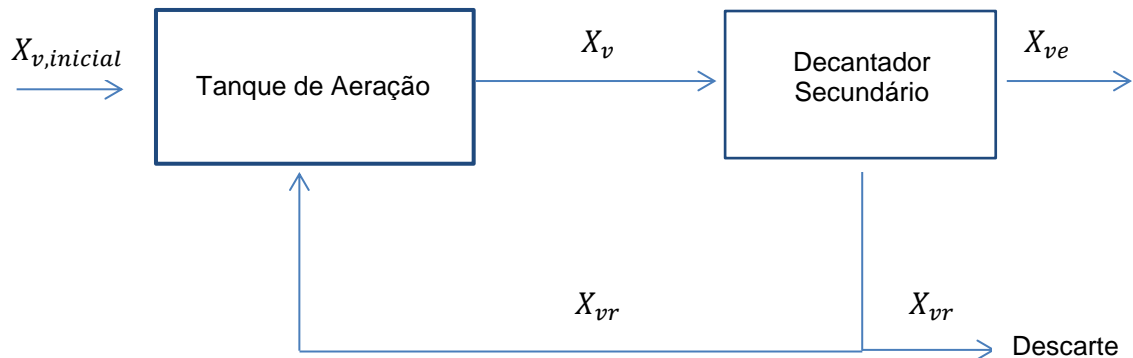 X_{v,inicial}
Tanque de Aeração
X_v
Decantador
Secundário
X_{ve}
X_{vr}
X_{vr}
Descarte